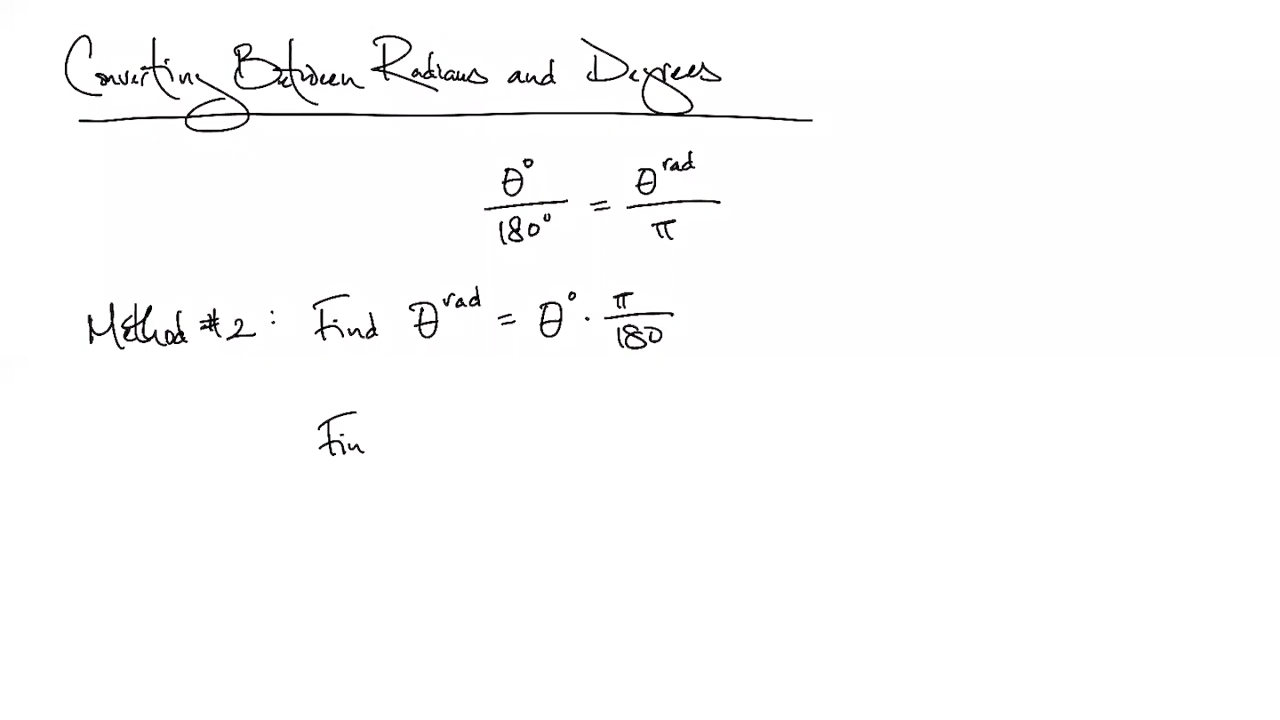 Converting Between Radians and Degrees
θ° / 180° = θ^rad / π
Method #2: Find θ^rad = θ° · π / 180
Fin